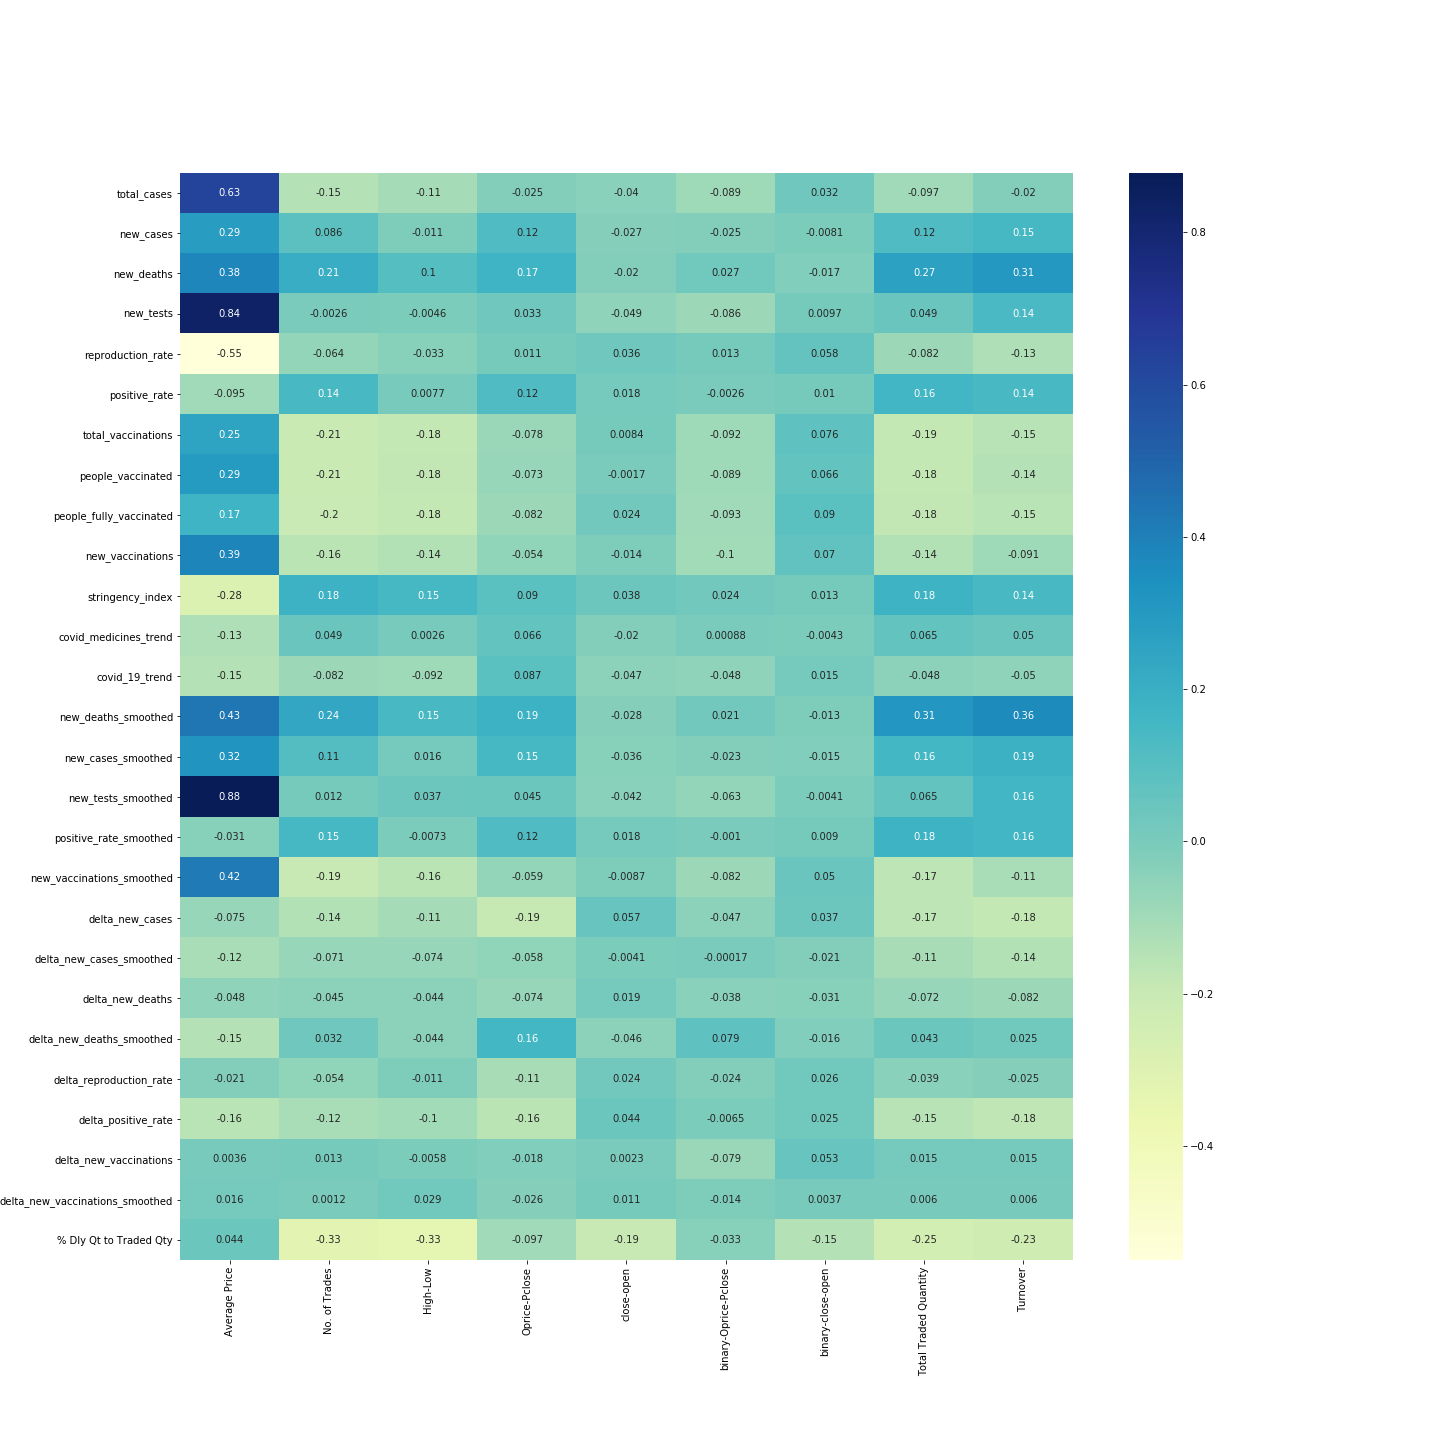 total_cases 0.63 -0.15 -0.11 -0.025 -0.04 -0.089 0.032 -0.097 -0.02
new_cases 0.29 0.086 -0.011 0.12 -0.027 -0.025 -0.0081 0.12 0.15
0.8
new_deaths 0.38 0.21 0.1 0.17 -0.02 0.027 -0.017 0.27 0.31
new_tests 0.84 -0.0026 -0.0046 0.033 -0.049 -0.086 0.0097 0.049 0.14
reproduction_rate -0.55 -0.064 -0.033 0.011 0.036 0.013 0.058 -0.082 -0.13
0.6
positive_rate -0.095 0.14 0.0077 0.12 0.018 -0.0026 0.01 0.16 0.14
total_vaccinations 0.25 -0.21 -0.18 -0.078 0.0084 -0.092 0.076 -0.19 -0.15
people_vaccinated 0.29 -0.21 -0.18 -0.073 -0.0017 -0.089 0.066 -0.18 -0.14
people_fully_vaccinated 0.17 -0.2 -0.18 -0.082 0.024 -0.093 0.09 -0.18 -0.15
0.4
new_vaccinations 0.39 -0.16 -0.14 -0.054 -0.014 -0.1 0.07 -0.14 -0.091
stringency_index -0.28 0.18 0.15 0.09 0.038 0.024 0.013 0.18 0.14
covid_medicines_trend -0.13 0.049 0.0026 0.066 -0.02 0.00088 -0.0043 0.065 0.05
covid_19_trend -0.15 -0.082 -0.092 0.087 -0.047 -0.048 0.015 -0.048 -0.05
0.2
new_deaths_smoothed 0.43 0.24 0.15 0.19 -0.028 0.021 -0.013 0.31 0.36
new_cases_smoothed 0.32 0.11 0.016 0.15 -0.036 -0.023 -0.015 0.16 0.19
new_tests_smoothed 0.88 0.012 0.037 0.045 -0.042 -0.063 -0.0041 0.065 0.16
positive_rate_smoothed -0.031 0.15 -0.0073 0.12 0.018 -0.001 0.009 0.18 0.16
0.0
new_vaccinations_smoothed 0.42 -0.19 -0.16 -0.059 -0.0087 -0.082 0.05 -0.17 -0.11
delta_new_cases -0.075 -0.14 -0.11 -0.19 0.057 -0.047 0.037 -0.17 -0.18
delta_new_cases_smoothed -0.12 -0.071 -0.074 -0.058 -0.0041 -0.00017 -0.021 -0.11 -0.14
delta_new_deaths -0.048 -0.045 -0.044 -0.074 0.019 -0.038 -0.031 -0.072 -0.082
−0.2
delta_new_deaths_smoothed -0.15 0.032 -0.044 0.16 -0.046 0.079 -0.016 0.043 0.025
delta_reproduction_rate -0.021 -0.054 -0.011 -0.11 0.024 -0.024 0.026 -0.039 -0.025
delta_positive_rate -0.16 -0.12 -0.1 -0.16 0.044 -0.0065 0.025 -0.15 -0.18
−0.4
delta_new_vaccinations 0.0036 0.013 -0.0058 -0.018 0.0023 -0.079 0.053 0.015 0.015
delta_new_vaccinations_smoothed 0.016 0.0012 0.029 -0.026 0.011 -0.014 0.0037 0.006 0.006
% Dly Qt to Traded Qty 0.044 -0.33 -0.33 -0.097 -0.19 -0.033 -0.15 -0.25 -0.23
Average Price
No. of Trades
High-Low
Oprice-Pclose
close-open
binary-Oprice-Pclose
binary-close-open
Total Traded Quantity
Turnover